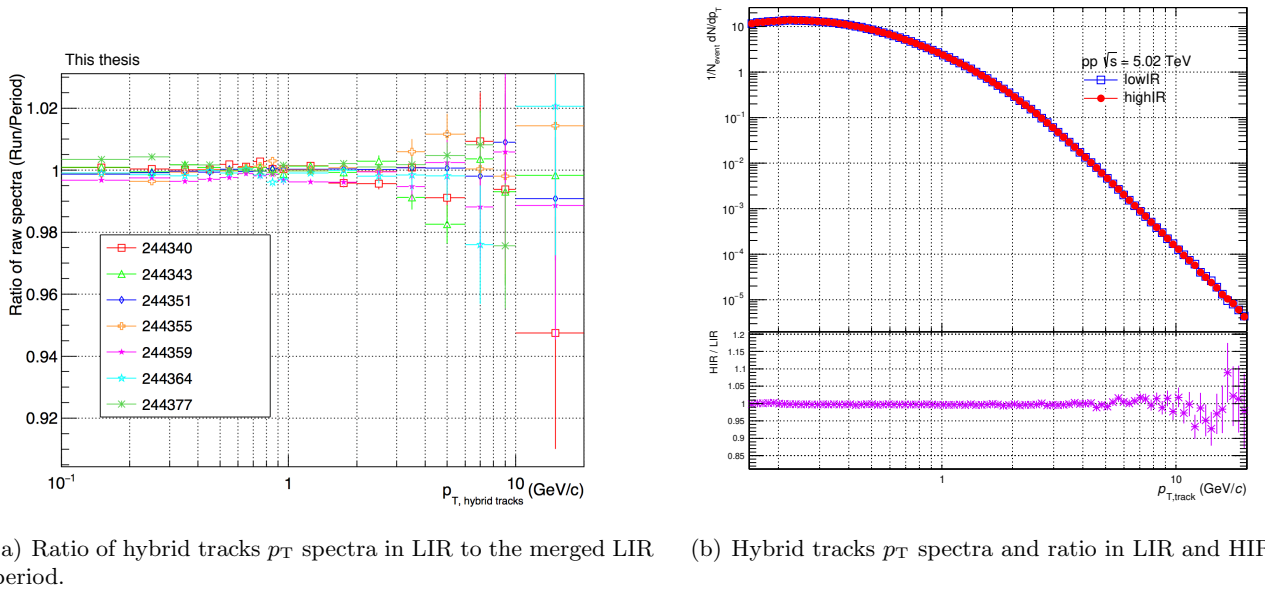 This thesis
Ratio of raw spectra (Run/Period)
1.02
1
0.98
0.96
0.94
0.92
244340
244343
244351
244355
244359
244364
244377
10⁻¹
1
10
p_T, hybrid tracks (GeV/c)
1/N_event dN/dp_T
10
1
10⁻¹
10⁻²
10⁻³
10⁻⁴
10⁻⁵
pp √s = 5.02 TeV
lowIR
highIR
HIR / LIR
1.2
1.15
1.1
1.05
1
0.95
0.9
0.85
1
10
p_T,track (GeV/c)
a) Ratio of hybrid tracks p_T spectra in LIR to the merged LIR
period.
(b) Hybrid tracks p_T spectra and ratio in LIR and HIR